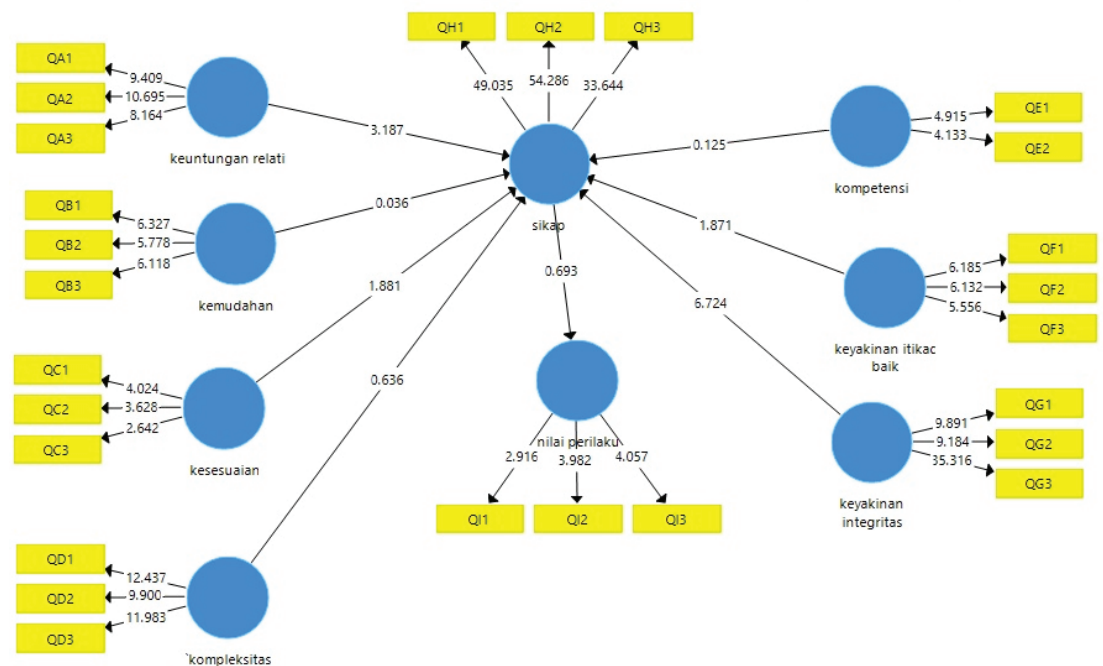 QH1
QH2
QH3
49.035
54.286
33.644
QA1
QA2
QA3
9.409
10.695
8.164
keuntungan relati
3.187
QB1
QB2
QB3
6.327
5.778
6.118
kemudahan
0.036
QC1
QC2
QC3
4.024
3.628
2.642
kesesuaian
1.881
QD1
QD2
QD3
12.437
9.900
11.983
`kompleksitas
0.636
sikap
0.693
nilai perilaku
2.916
3.982
4.057
QI1
QI2
QI3
QE1
QE2
4.915
4.133
kompetensi
0.125
QF1
QF2
QF3
6.185
6.132
5.556
keyakinan itikac
baik
1.871
QG1
QG2
QG3
9.891
9.184
35.316
keyakinan
integritas
6.724